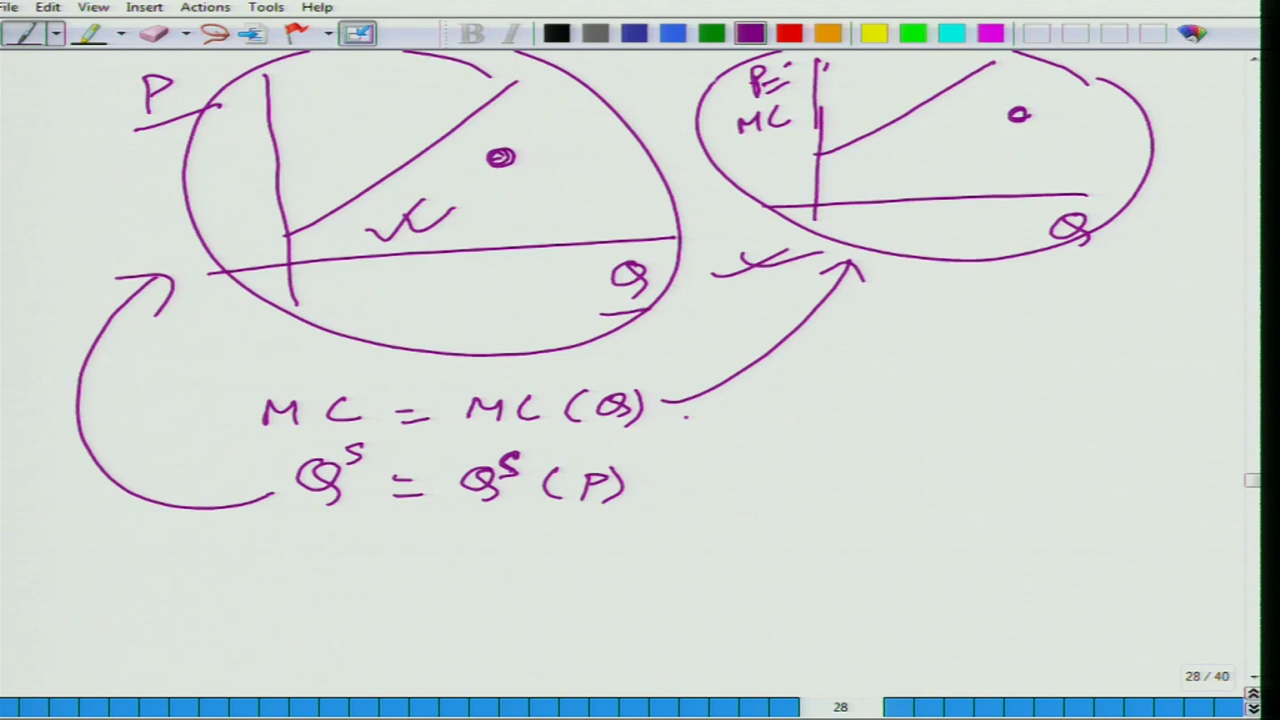 File Edit View Insert Actions Tools Help
B I
P
Q
P=
MC
Q
MC = MC(Q)
Q^S = Q^S(P)
28 / 40
28